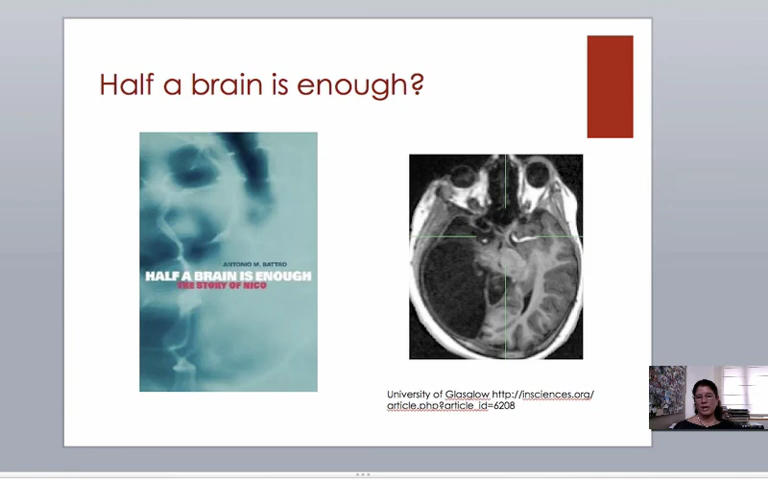 Half a brain is enough?
ANTONIO M. BATTRO
HALF A BRAIN IS ENOUGH
THE STORY OF NICO
University of Glasglow http://insciences.org/
article.php?article_id=6208